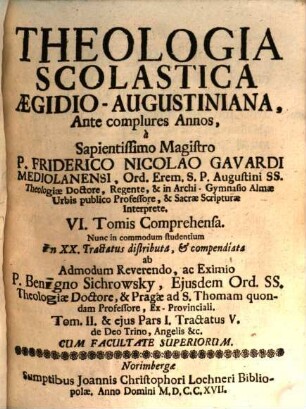 THEOLOGIA
SCOLASTICA
ÆGIDIO-AUGUSTINIANA,
Ante complures Annos,
à
Sapientissimo Magistro
P. FRIDERICO NICOLÄO GAVARDI
MEDIOLANENSI, Ord. Erem. S. P. Augustini SS.
Theologiæ Doctore, Regente, & in Archi-Gymnasio Almæ
Urbis publico Professore, & Sacræ Scripturæ
Interprete.
VI. Tomis Comprehensa.
Nunc in commodum studentium
in XX. Tractatus distributa, & compendiata
ab
Admodum Reverendo, ac Eximio
P. Benigno Sichrowsky, Ejusdem Ord. SS.
Theologiæ Doctore, & Pragæ ad S. Thomam quon-
dam Professore, Ex-Provinciali.
Tom. II. & ejus Pars I. Tractatus V.
de Deo Trino, Angelis &c.
CUM FACULTATE SUPERIORUM.
Norimbergæ
Sumptibus Joannis Christophori Lochneri Bibliopo-
læ, Anno Domini M,D,C,C,XVII.